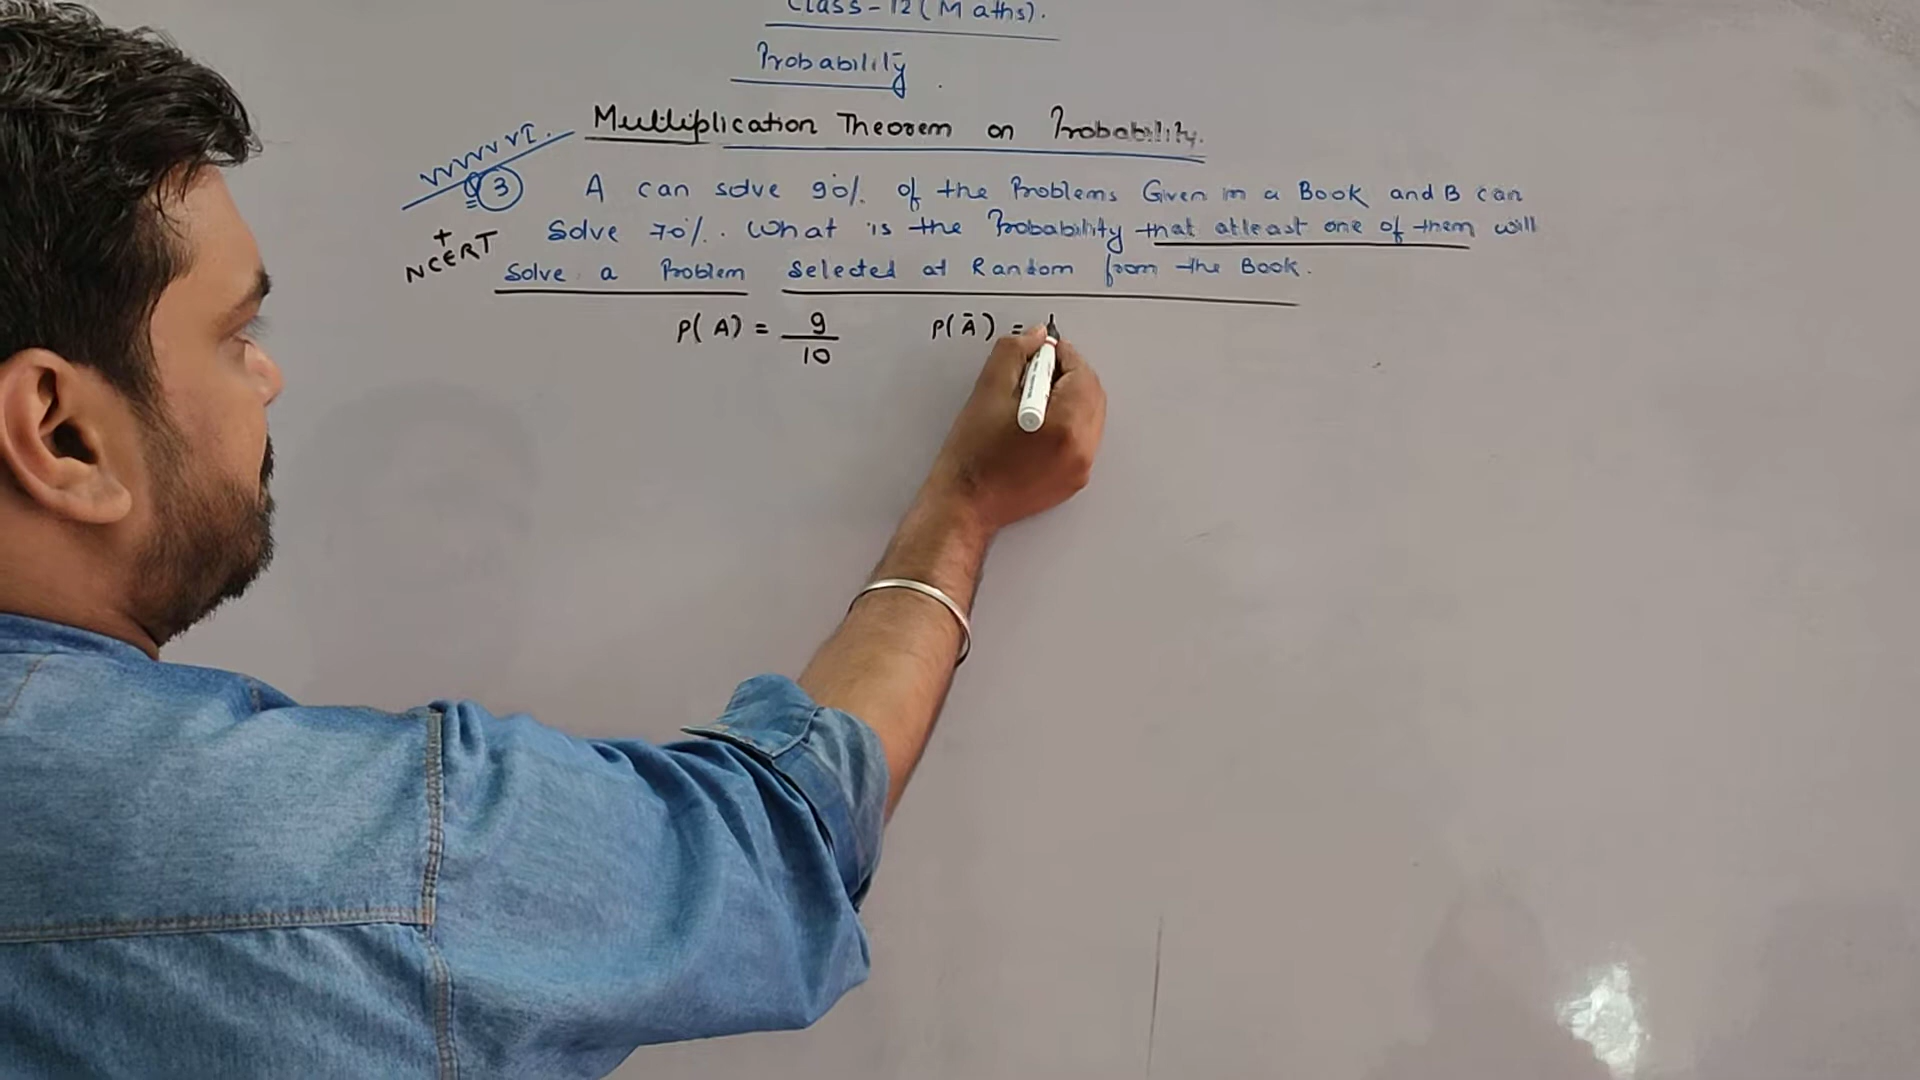 Class-12 (Maths).
Probability.
Multiplication Theorem on Probability.
VVVVVI.
Q 3 A can solve 90%. of the Problems Given in a Book and B can
+ NCERT Solve 70%. What is the Probability that atleast one of them will
Solve a Problem Selected at Random from the Book.
P(A) = 9/10 P(Ā) = 1